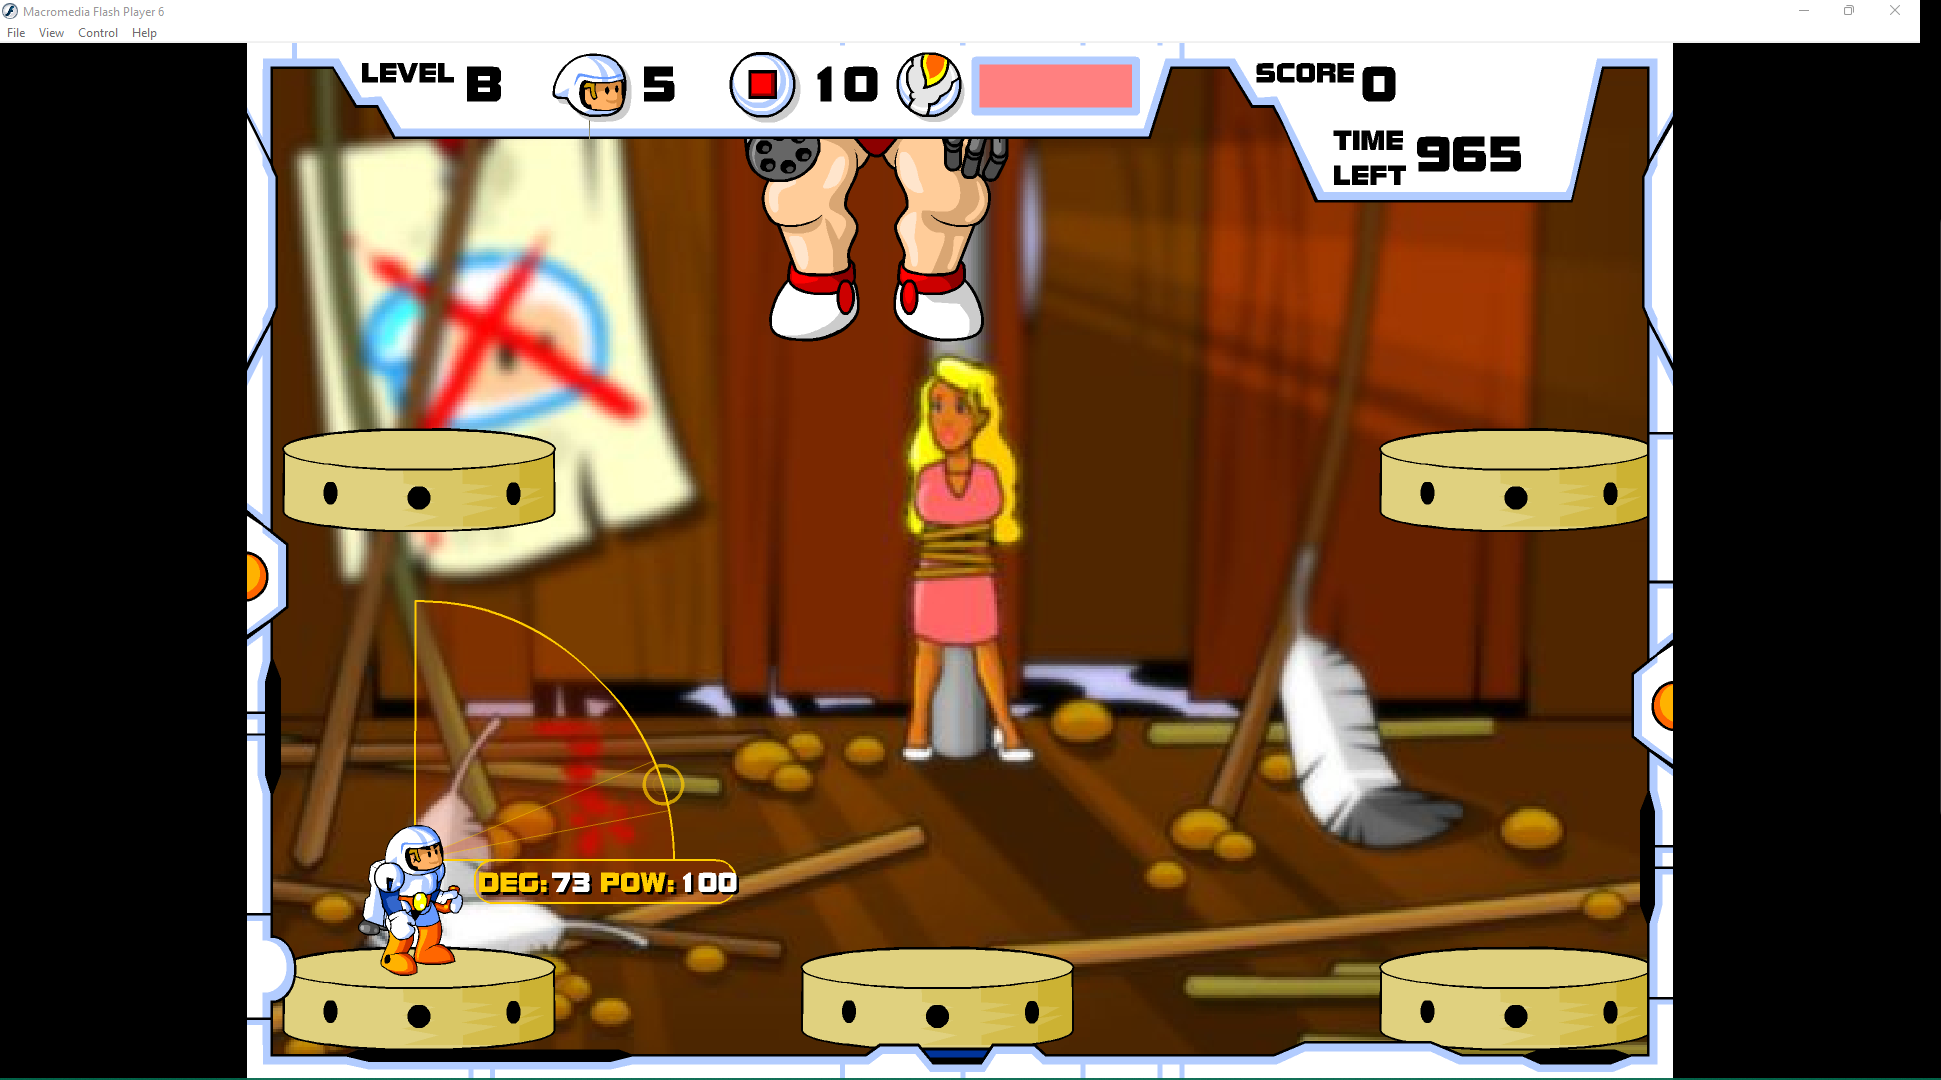 Macromedia Flash Player 6
File View Control Help
LEVEL B 5 10
SCORE 0
TIME LEFT 965
DEG:73 POW:100